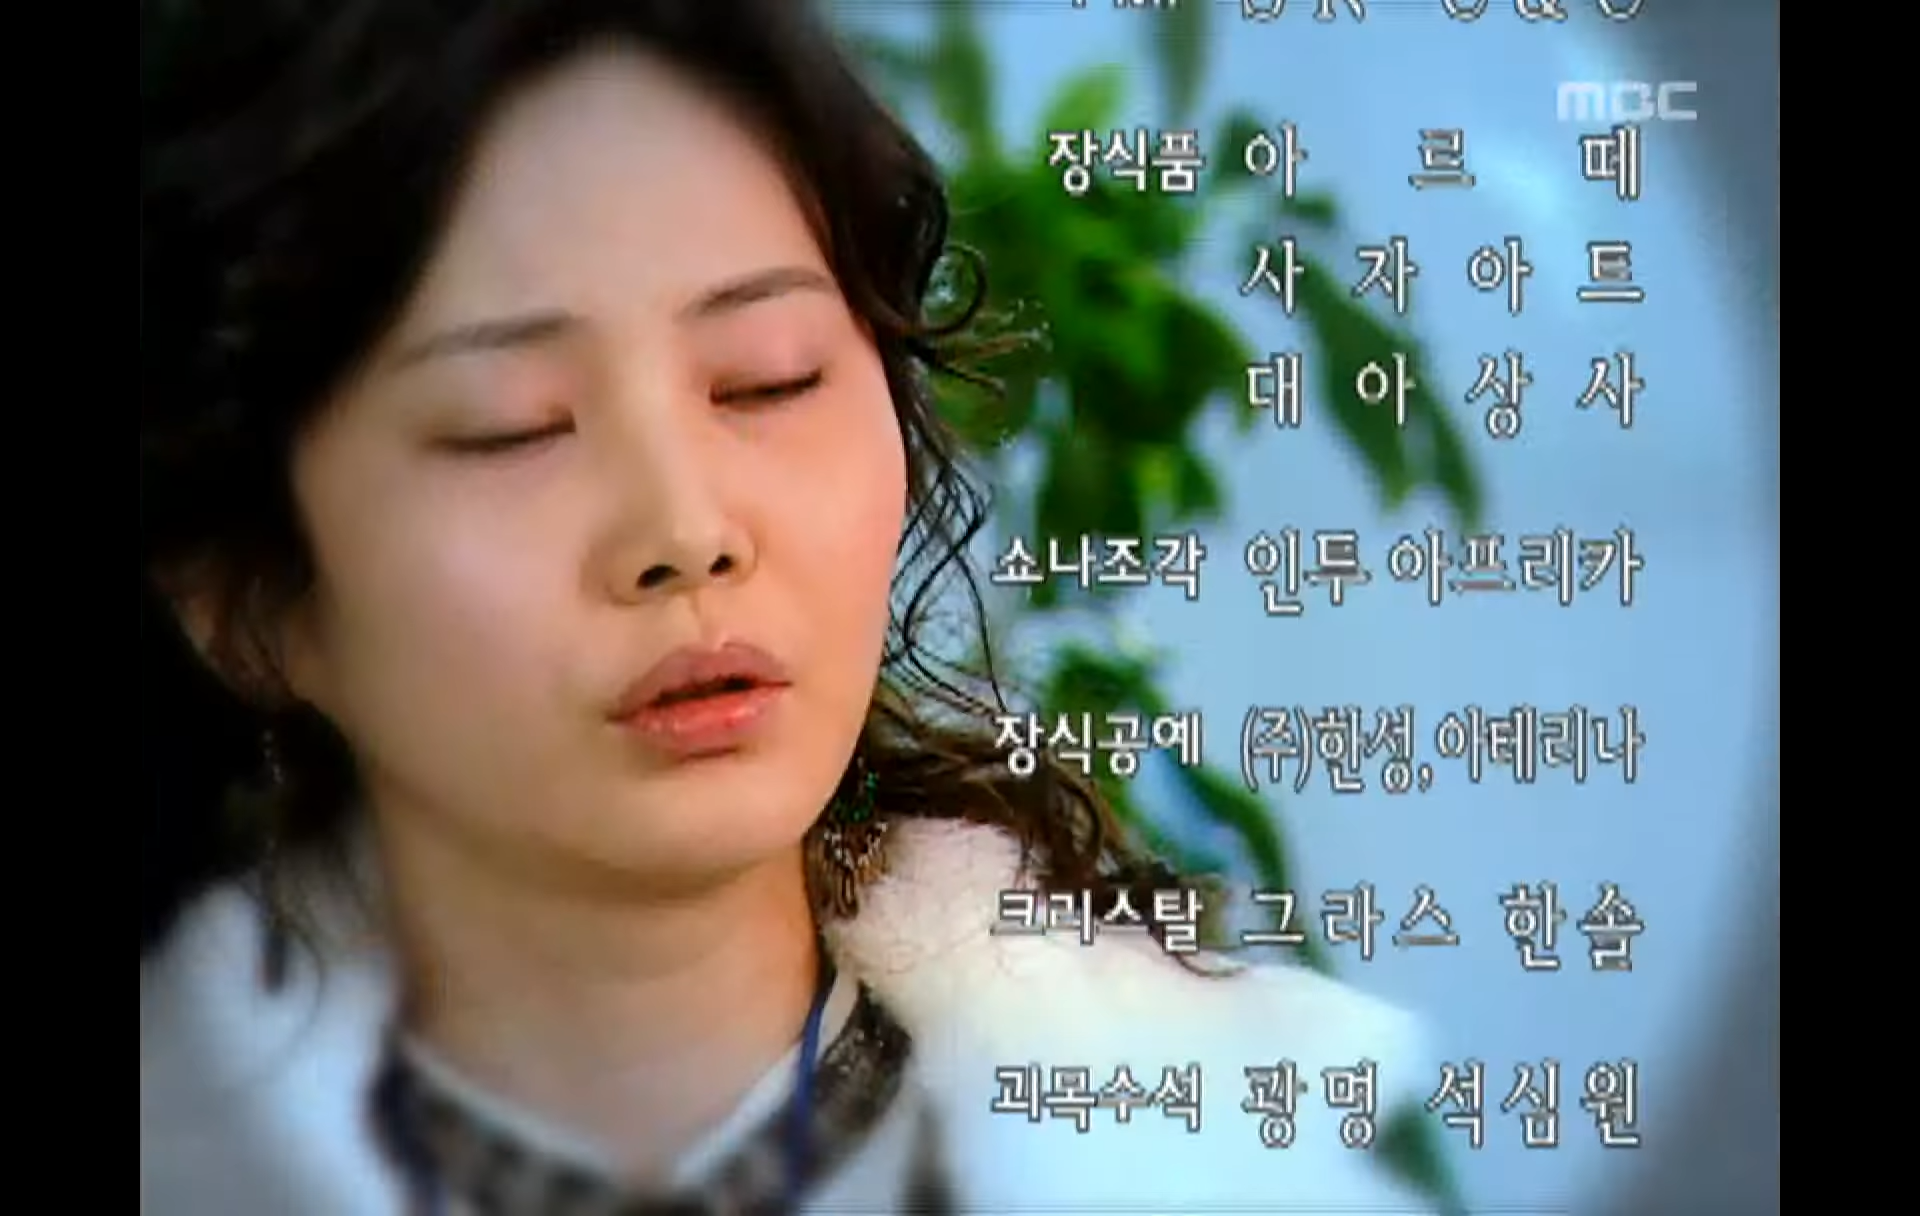 MBC
장식품 아르떼
사자아트
대아상사
쇼나조각 인투 아프리카
장식공예 (주)한성,아테리나
크리스탈 그라스 한솔
괴목수석 광명 석심원